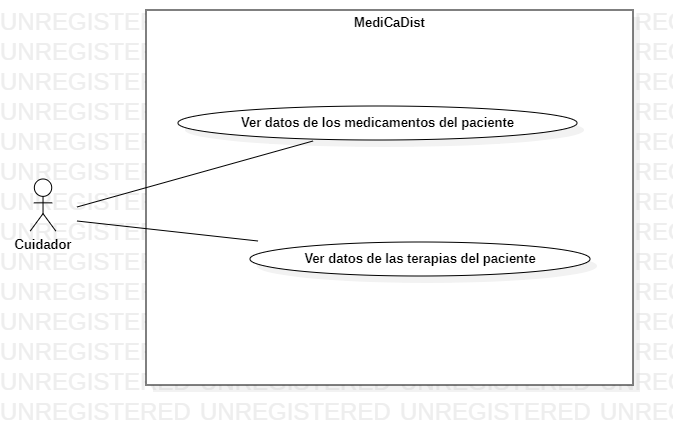 UNREGISTERED
MediCaDist
Ver datos de los medicamentos del paciente
Cuidador
Ver datos de las terapias del paciente
UNREGISTERED UNREGISTERED UNREGISTERED